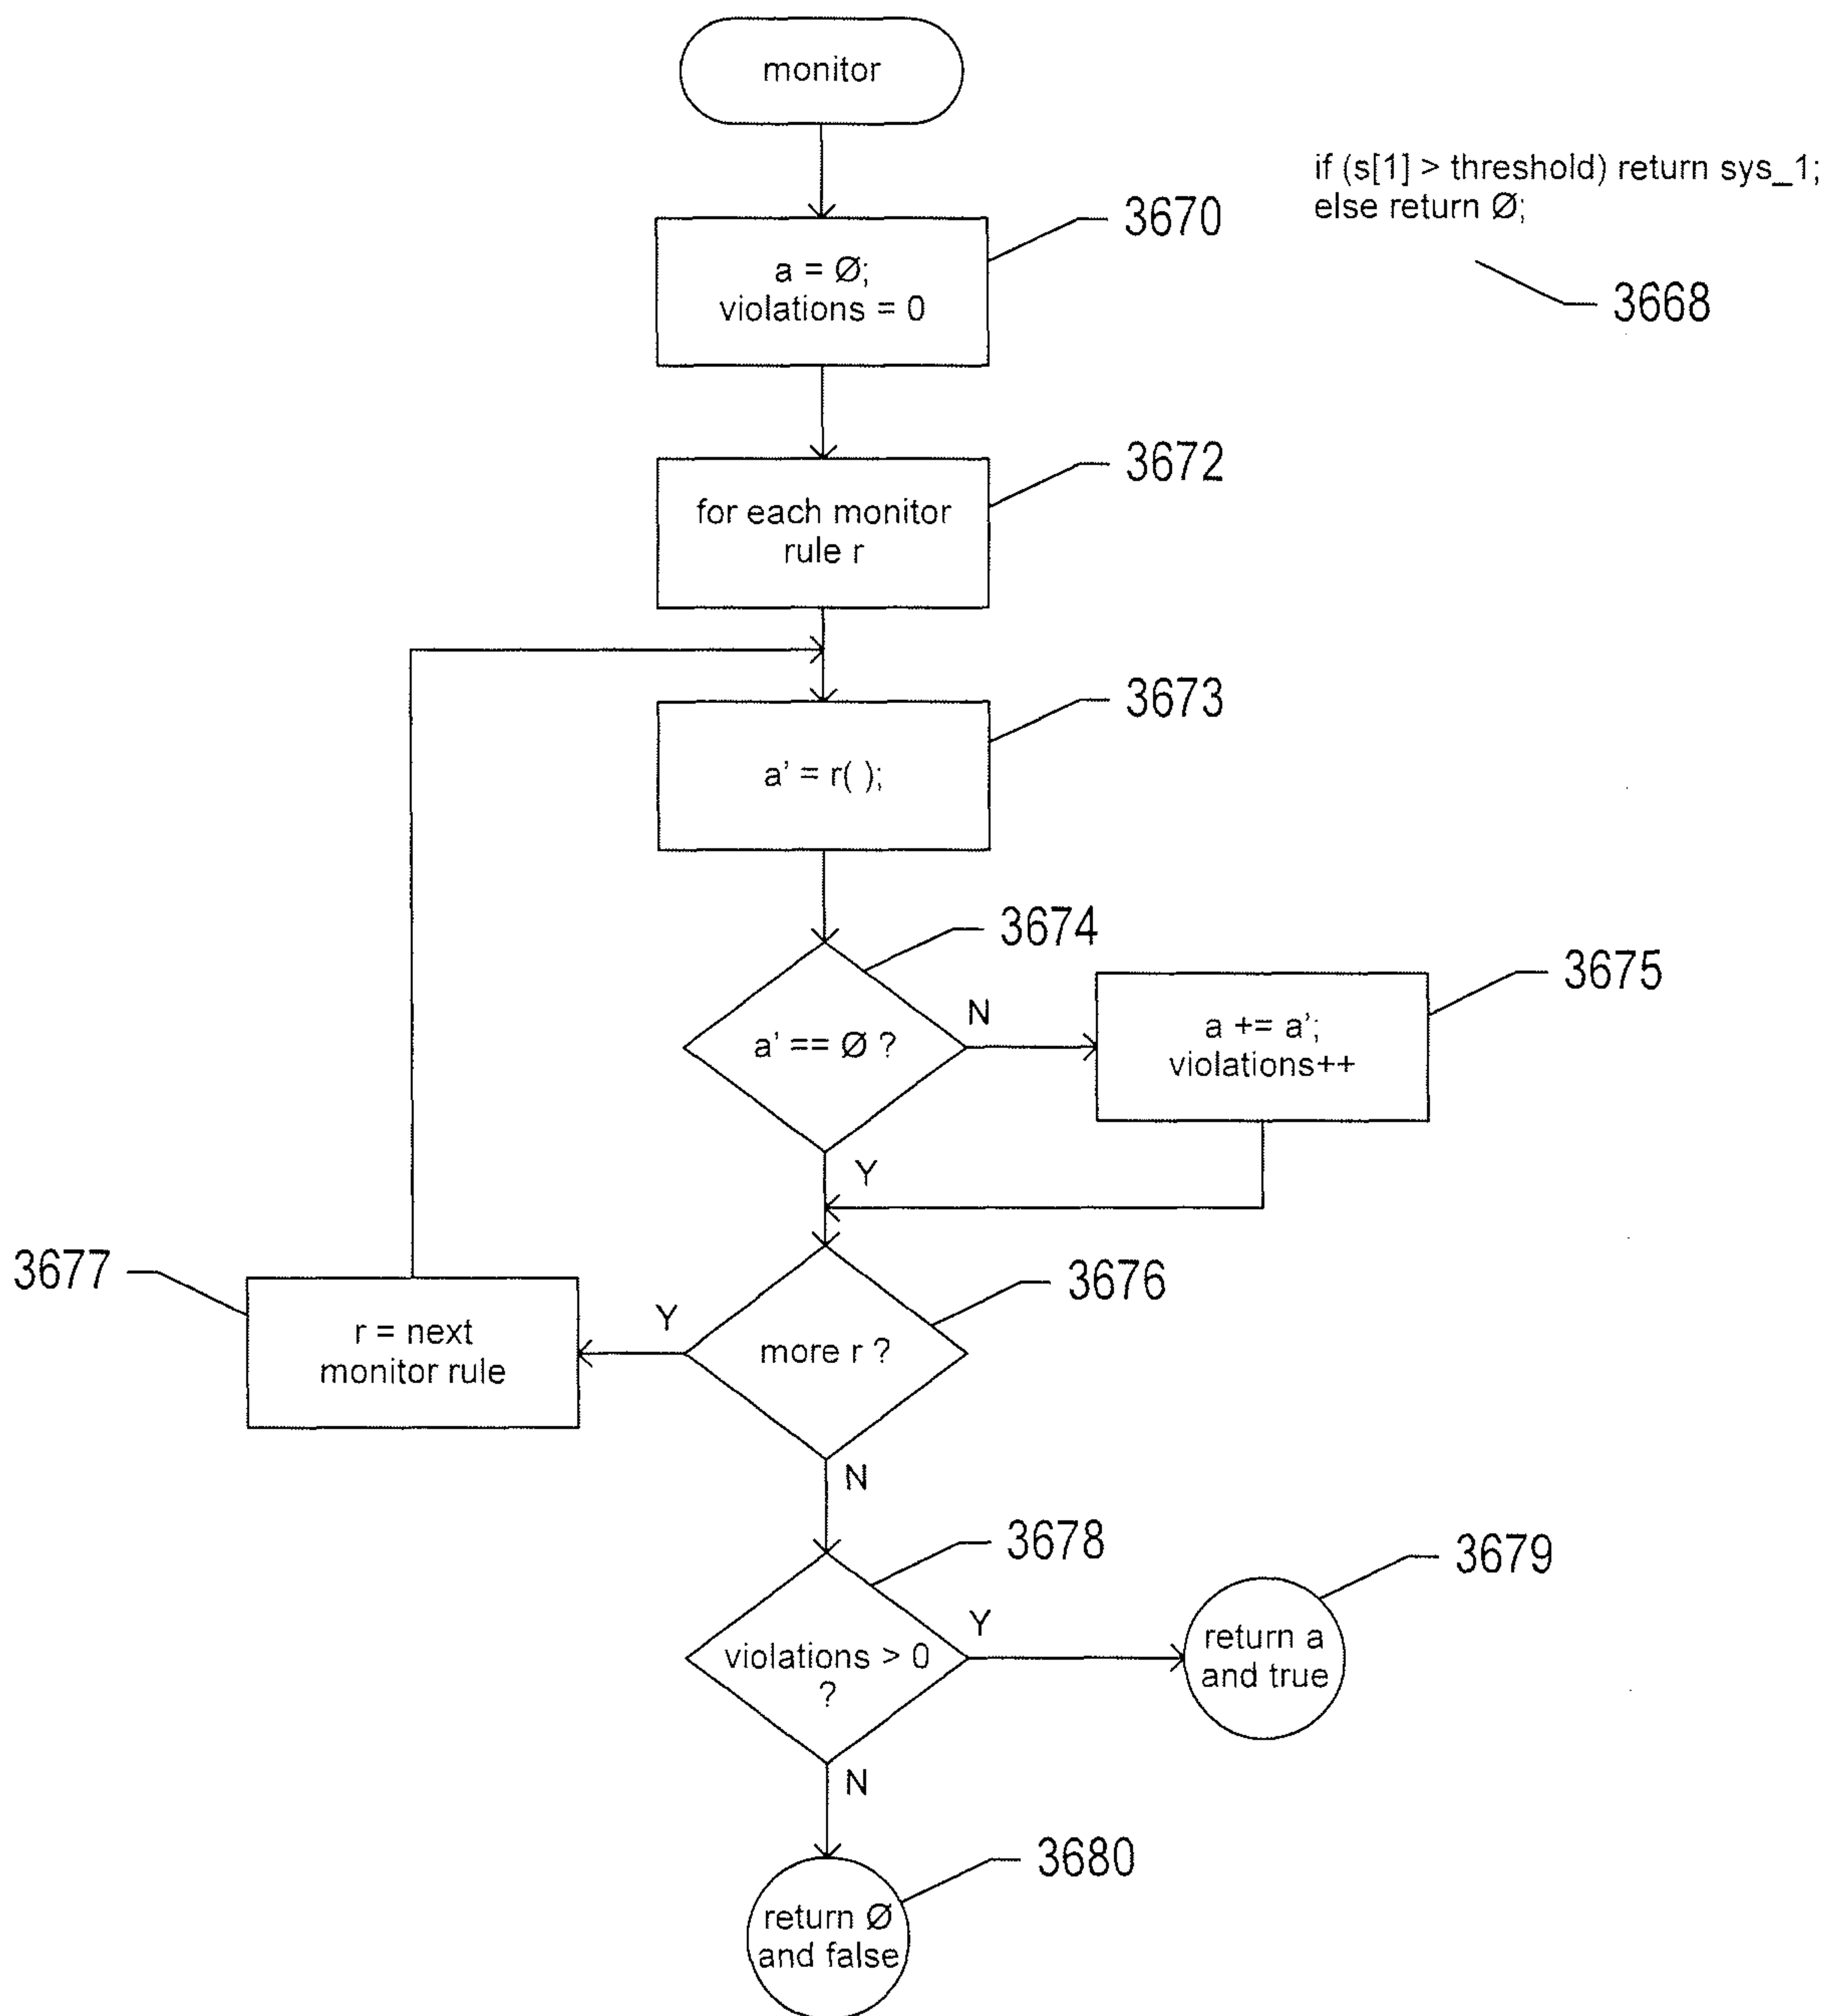 monitor
if (s[1] > threshold) return sys_1;
else return Ø;
3668
3670
a = Ø;
violations = 0
3672
for each monitor
rule r
3673
a’ = r( );
3674
a’ == Ø ?
N
3675
a += a’;
violations++
Y
3676
more r ?
Y
3677
r = next
monitor rule
N
3678
violations > 0
?
Y
3679
return a
and true
N
3680
return Ø
and false